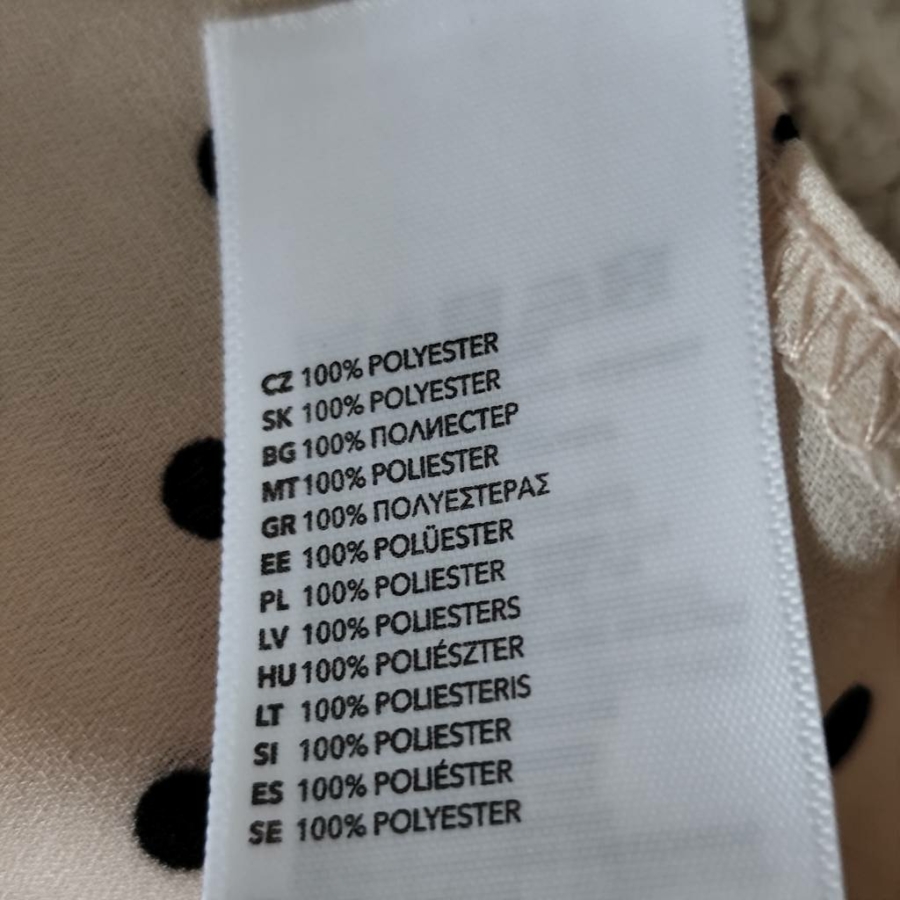 CZ 100% POLYESTER
SK 100% POLYESTER
BG 100% ПОЛИЕСТЕР
MT 100% POLIESTER
GR 100% ΠΟΛΥΕΣΤΕΡΑΣ
EE 100% POLÜESTER
PL 100% POLIESTER
LV 100% POLIESTERS
HU 100% POLIÉSZTER
LT 100% POLIESTERIS
SI 100% POLIESTER
ES 100% POLIÉSTER
SE 100% POLYESTER